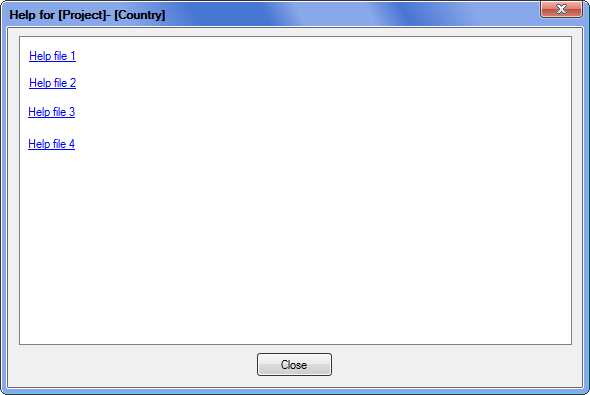 Help for [Project]- [Country]
Help file 1
Help file 2
Help file 3
Help file 4
Close